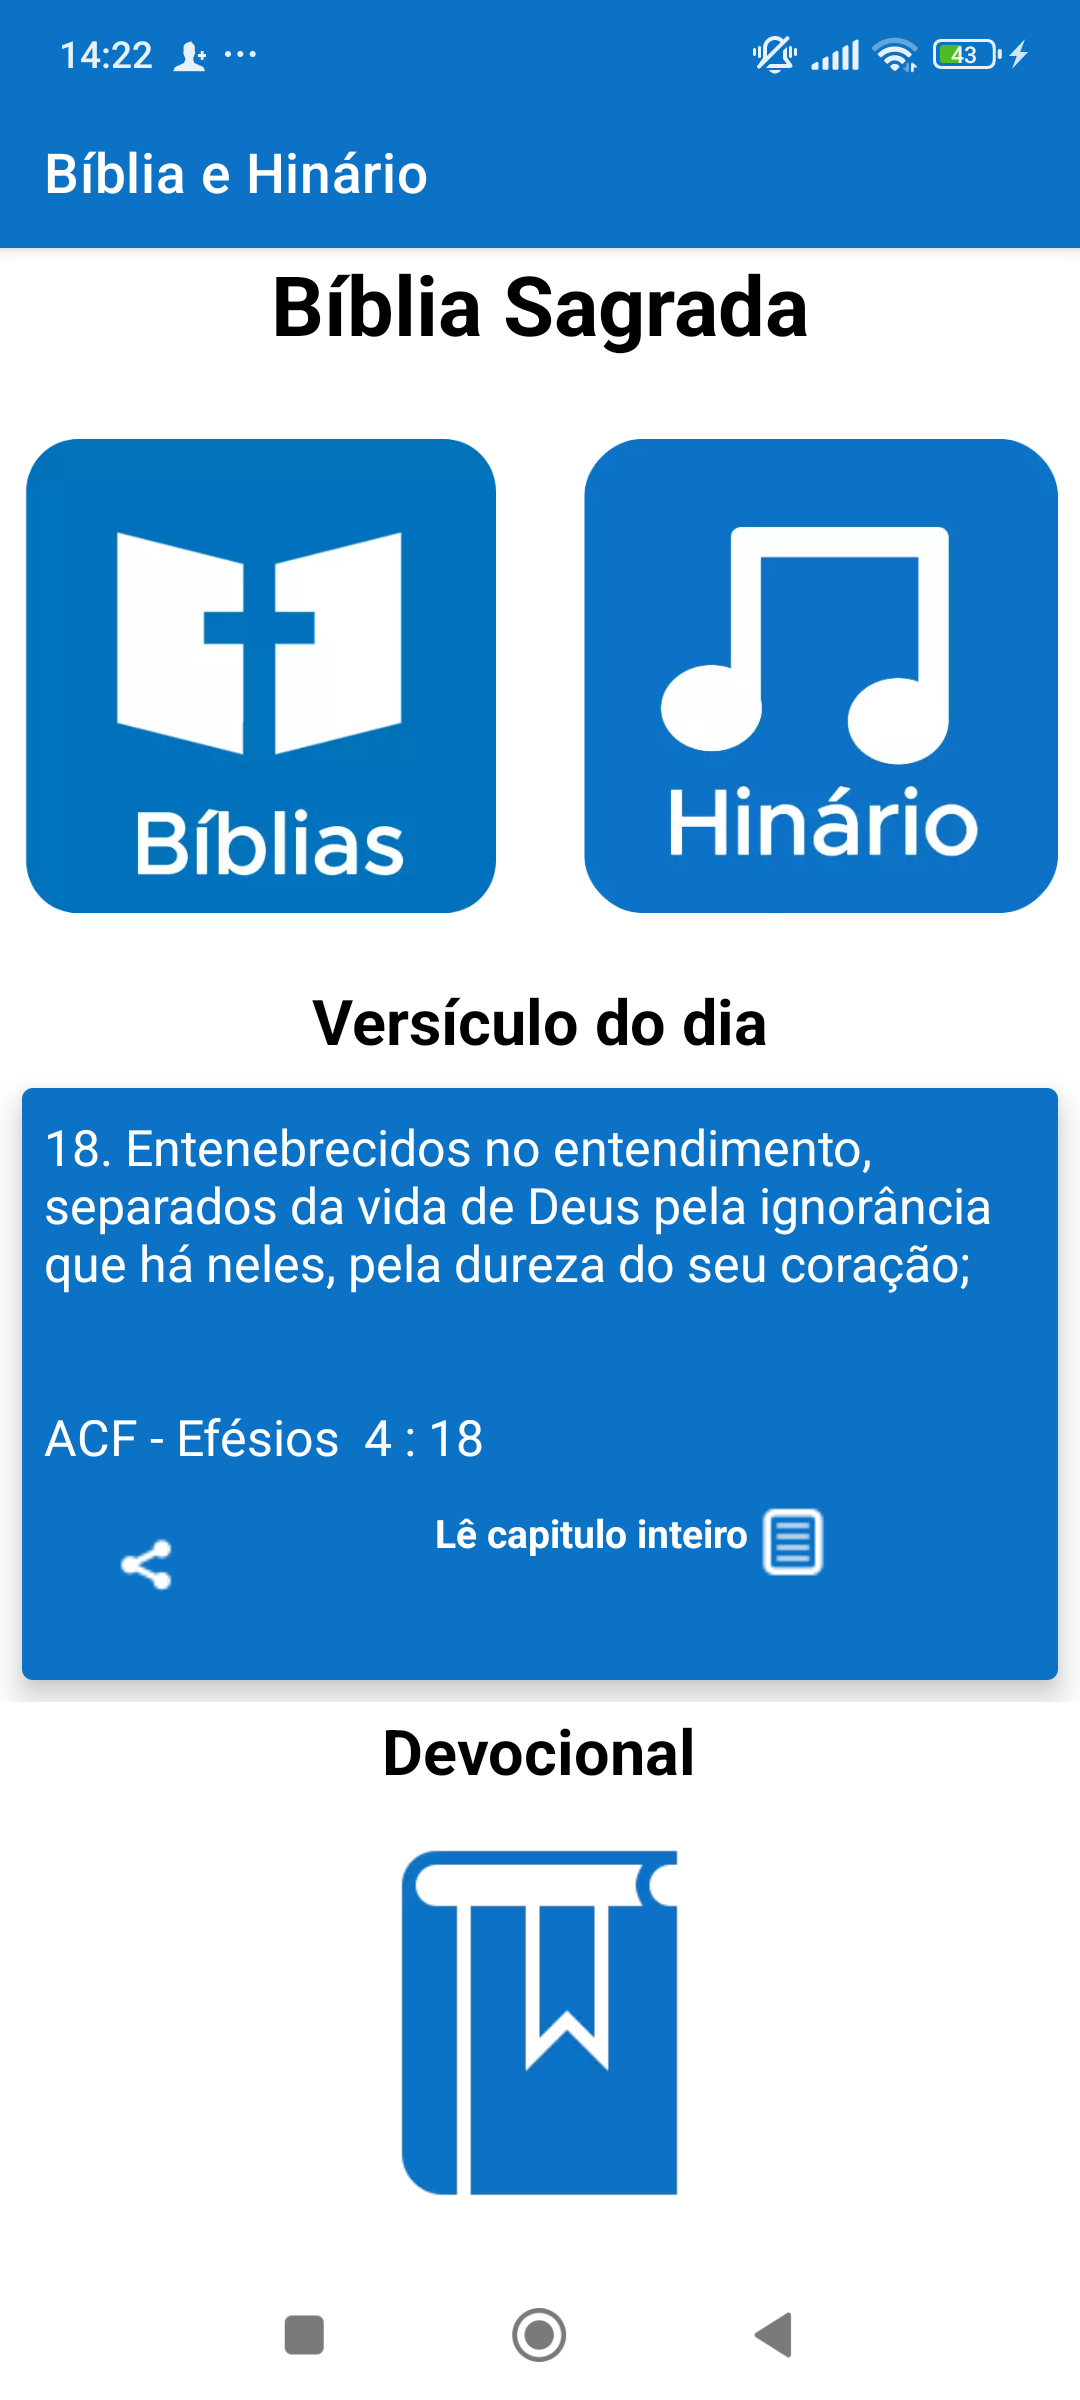 14:22
43
Bíblia e Hinário
Bíblia Sagrada
Bíblias
Hinário
Versículo do dia
18. Entenebrecidos no entendimento,
separados da vida de Deus pela ignorância
que há neles, pela dureza do seu coração;
ACF - Efésios  4 : 18
Lê capitulo inteiro
Devocional